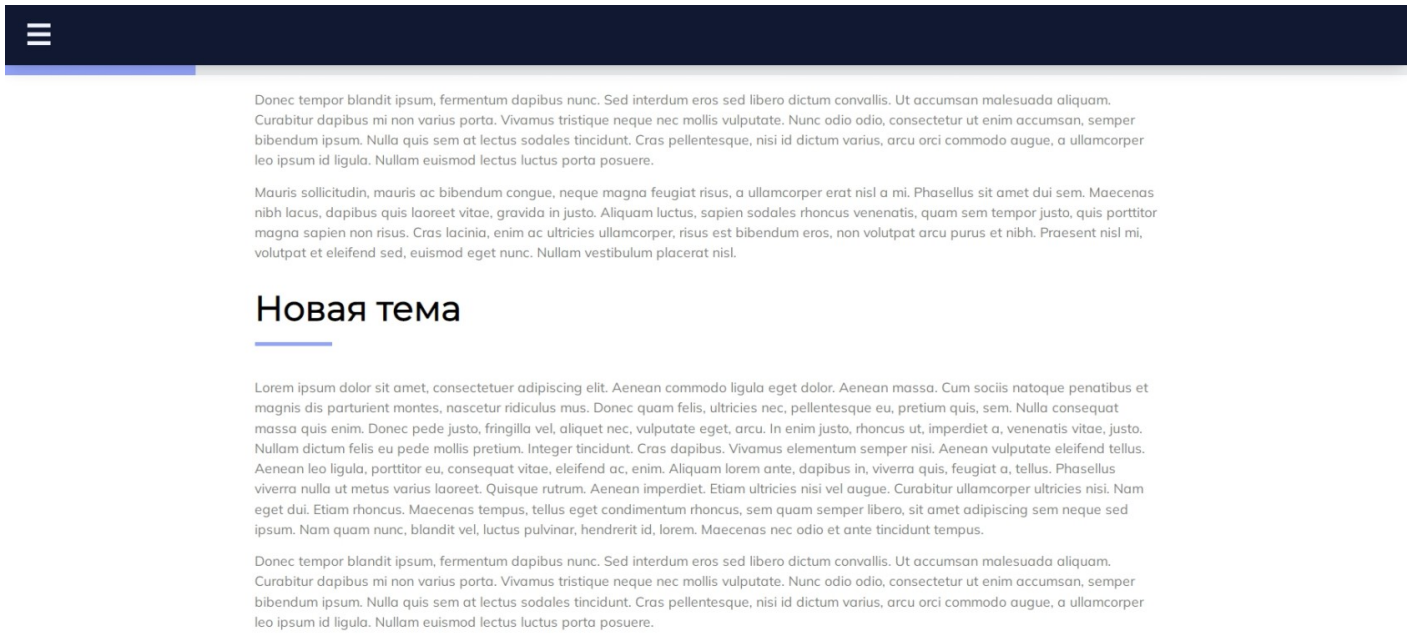 Donec tempor blandit ipsum, fermentum dapibus nunc. Sed interdum eros sed libero dictum convallis. Ut accumsan malesuada aliquam.
Curabitur dapibus mi non varius porta. Vivamus tristique neque nec mollis vulputate. Nunc odio odio, consectetur ut enim accumsan, semper
bibendum ipsum. Nulla quis sem at lectus sodales tincidunt. Cras pellentesque, nisi id dictum varius, arcu orci commodo augue, a ullamcorper
leo ipsum id ligula. Nullam euismod lectus luctus porta posuere.
Mauris sollicitudin, mauris ac bibendum congue, neque magna feugiat risus, a ullamcorper erat nisl a mi. Phasellus sit amet dui sem. Maecenas
nibh lacus, dapibus quis laoreet vitae, gravida in justo. Aliquam luctus, sapien sodales rhoncus venenatis, quam sem tempor justo, quis porttitor
magna sapien non risus. Cras lacinia, enim ac ultricies ullamcorper, risus est bibendum eros, non volutpat arcu purus et nibh. Praesent nisl mi,
volutpat et eleifend sed, euismod eget nunc. Nullam vestibulum placerat nisl.
Новая тема
Lorem ipsum dolor sit amet, consectetuer adipiscing elit. Aenean commodo ligula eget dolor. Aenean massa. Cum sociis natoque penatibus et
magnis dis parturient montes, nascetur ridiculus mus. Donec quam felis, ultricies nec, pellentesque eu, pretium quis, sem. Nulla consequat
massa quis enim. Donec pede justo, fringilla vel, aliquet nec, vulputate eget, arcu. In enim justo, rhoncus ut, imperdiet a, venenatis vitae, justo.
Nullam dictum felis eu pede mollis pretium. Integer tincidunt. Cras dapibus. Vivamus elementum semper nisi. Aenean vulputate eleifend tellus.
Aenean leo ligula, porttitor eu, consequat vitae, eleifend ac, enim. Aliquam lorem ante, dapibus in, viverra quis, feugiat a, tellus. Phasellus
viverra nulla ut metus varius laoreet. Quisque rutrum. Aenean imperdiet. Etiam ultricies nisi vel augue. Curabitur ullamcorper ultricies nisi. Nam
eget dui. Etiam rhoncus. Maecenas tempus, tellus eget condimentum rhoncus, sem quam semper libero, sit amet adipiscing sem neque sed
ipsum. Nam quam nunc, blandit vel, luctus pulvinar, hendrerit id, lorem. Maecenas nec odio et ante tincidunt tempus.
Donec tempor blandit ipsum, fermentum dapibus nunc. Sed interdum eros sed libero dictum convallis. Ut accumsan malesuada aliquam.
Curabitur dapibus mi non varius porta. Vivamus tristique neque nec mollis vulputate. Nunc odio odio, consectetur ut enim accumsan, semper
bibendum ipsum. Nulla quis sem at lectus sodales tincidunt. Cras pellentesque, nisi id dictum varius, arcu orci commodo augue, a ullamcorper
leo ipsum id ligula. Nullam euismod lectus luctus porta posuere.